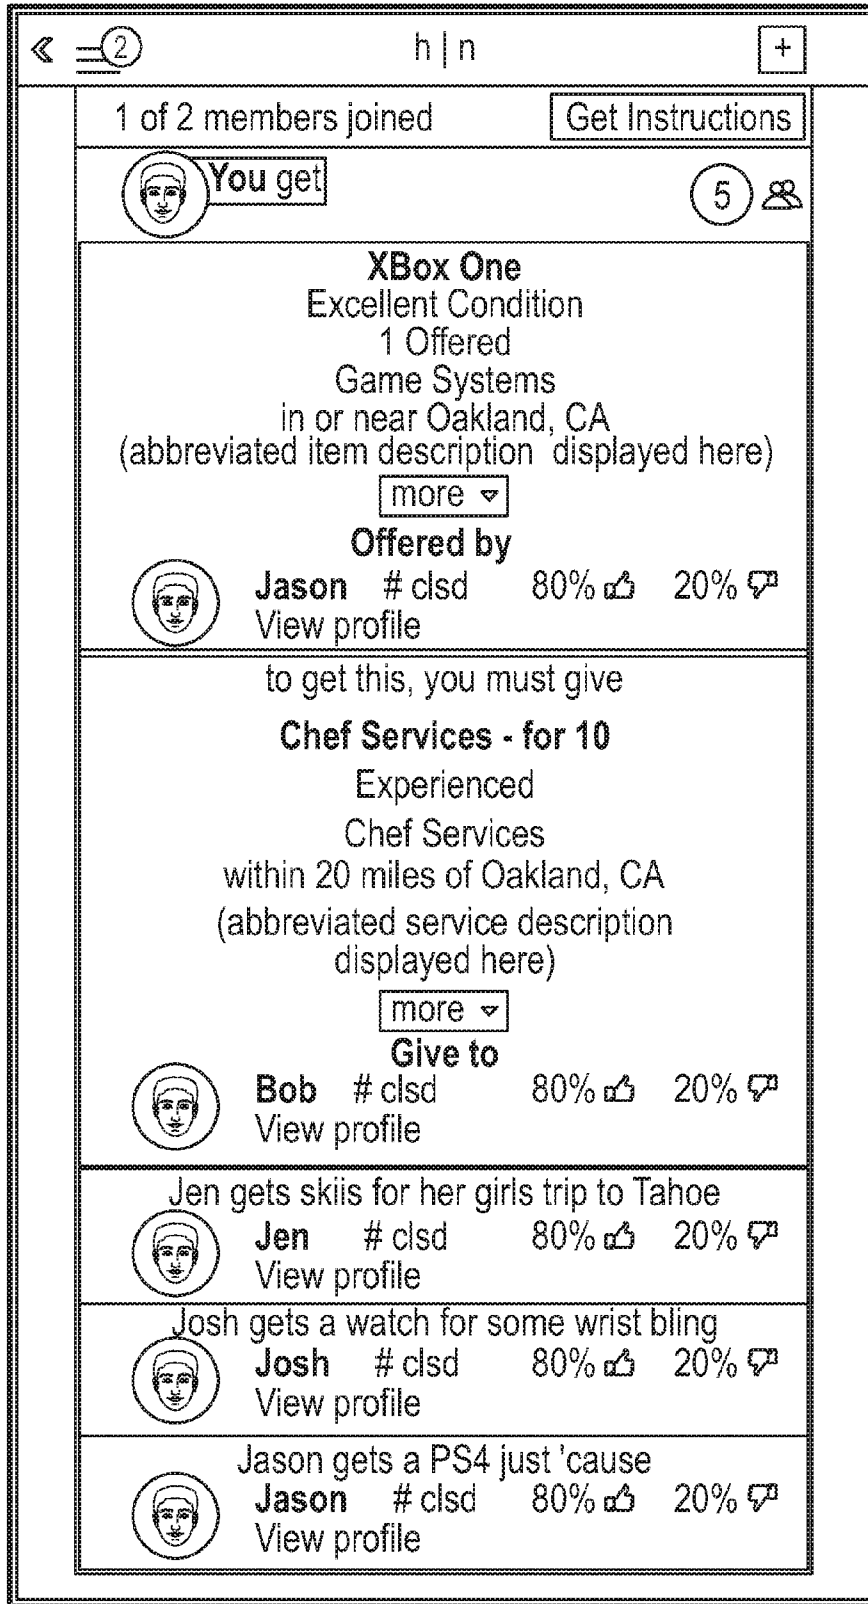 2 h | n +
1 of 2 members joined Get Instructions
You get 5
XBox One
Excellent Condition
1 Offered
Game Systems
in or near Oakland, CA
(abbreviated item description displayed here)
more
Offered by
Jason # clsd 80% 20%
View profile
to get this, you must give
Chef Services - for 10
Experienced
Chef Services
within 20 miles of Oakland, CA
(abbreviated service description
displayed here)
more
Give to
Bob # clsd 80% 20%
View profile
Jen gets skiis for her girls trip to Tahoe
Jen # clsd 80% 20%
View profile
Josh gets a watch for some wrist bling
Josh # clsd 80% 20%
View profile
Jason gets a PS4 just 'cause
Jason # clsd 80% 20%
View profile